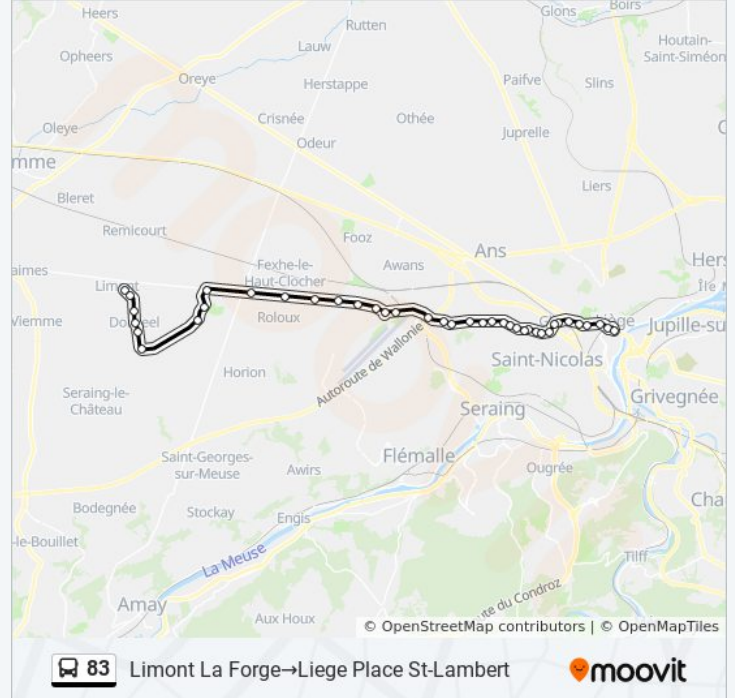 Heers
Glons
Boirs
Rutten
Lauw
Houtain-
Saint-Siméon
Opheers
Oreye
Herstappe
Paifve
Slins
Crisnée
Othée
Oleye
Juprelle
Odeur
mme
Liers
Bleret
Remicourt
Fooz
Ans
Hers
Fexhe-le-
Haut-Clocher
Awans
aimes
Île M
Roloux
Viemme
Jupille-su
Saint-Nicolas
Autoroute de Wallonie
Horion
Seraing-le-
Château
Grivegnée
Seraing
Saint-Georges-
sur-Meuse
Flémalle
Awirs
Ougrée
Bodegnée
Cha
Stockay
Engis
-le-Bouillet
Tilff
La Meuse
Amay
ute du Condroz
Aux Houx
© OpenStreetMap contributors | © OpenMapTiles
83 Limont La Forge→Liege Place St-Lambert
moovit